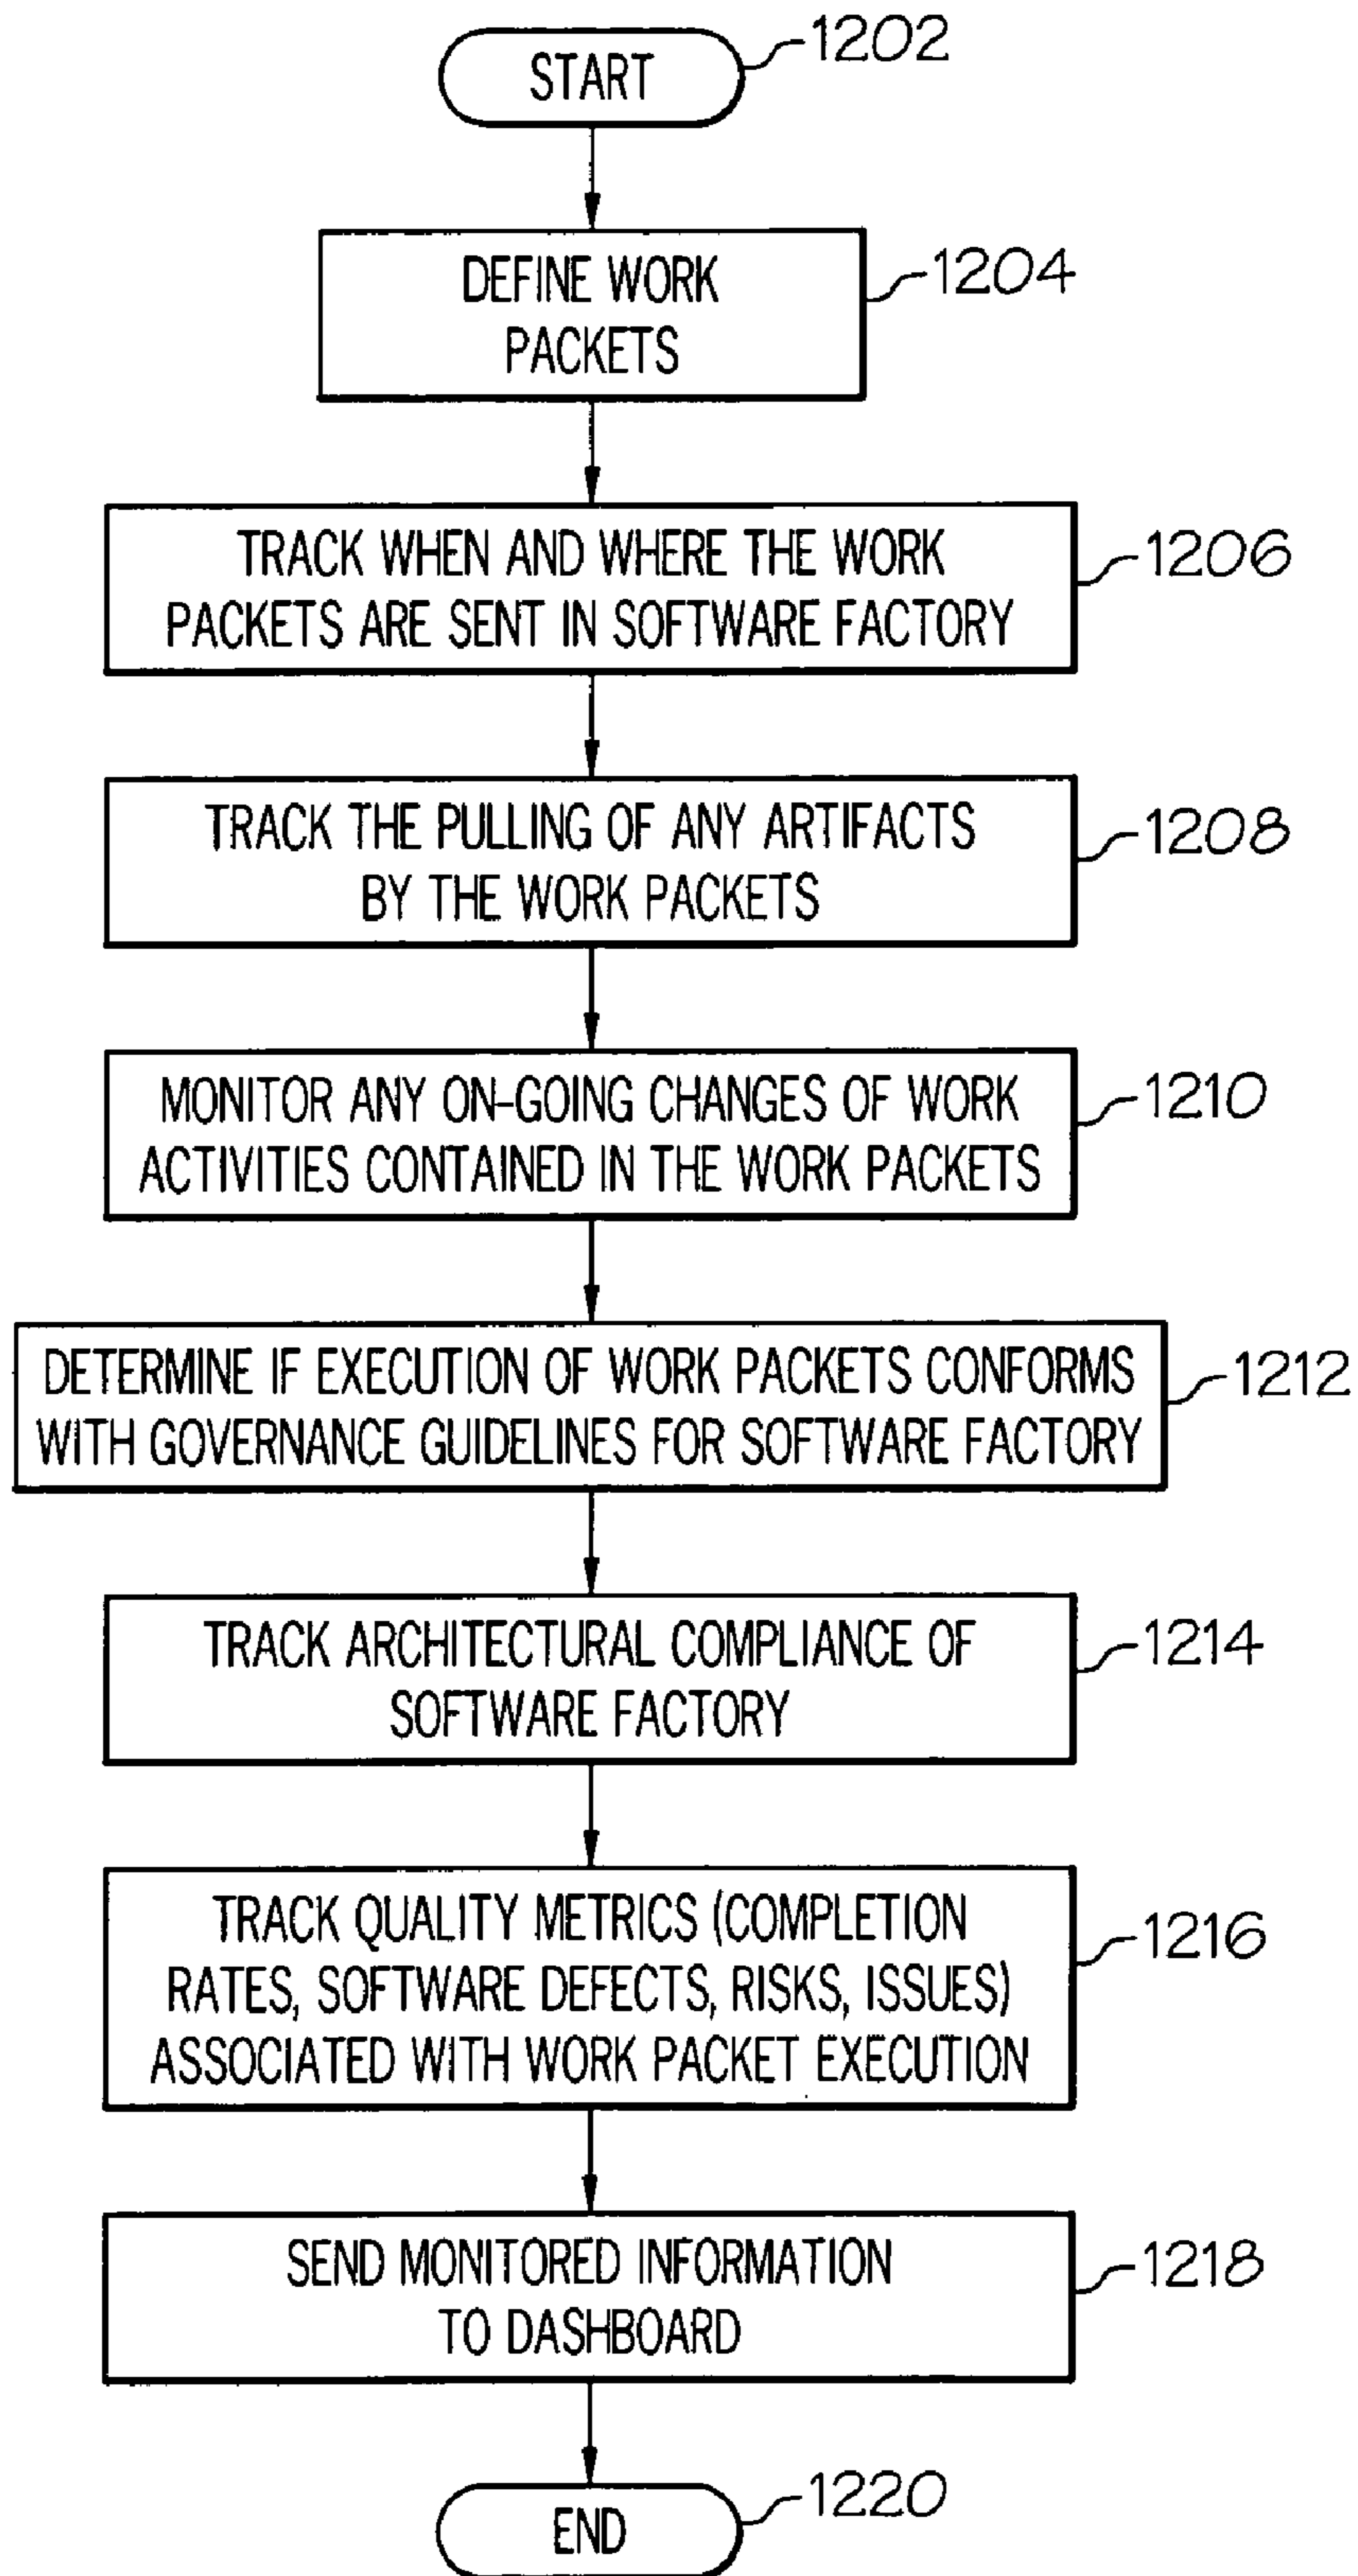 START
1202
DEFINE WORK
PACKETS
1204
TRACK WHEN AND WHERE THE WORK
PACKETS ARE SENT IN SOFTWARE FACTORY
1206
TRACK THE PULLING OF ANY ARTIFACTS
BY THE WORK PACKETS
1208
MONITOR ANY ON-GOING CHANGES OF WORK
ACTIVITIES CONTAINED IN THE WORK PACKETS
1210
DETERMINE IF EXECUTION OF WORK PACKETS CONFORMS
WITH GOVERNANCE GUIDELINES FOR SOFTWARE FACTORY
1212
TRACK ARCHITECTURAL COMPLIANCE OF
SOFTWARE FACTORY
1214
TRACK QUALITY METRICS (COMPLETION
RATES, SOFTWARE DEFECTS, RISKS, ISSUES)
ASSOCIATED WITH WORK PACKET EXECUTION
1216
SEND MONITORED INFORMATION
TO DASHBOARD
1218
END
1220